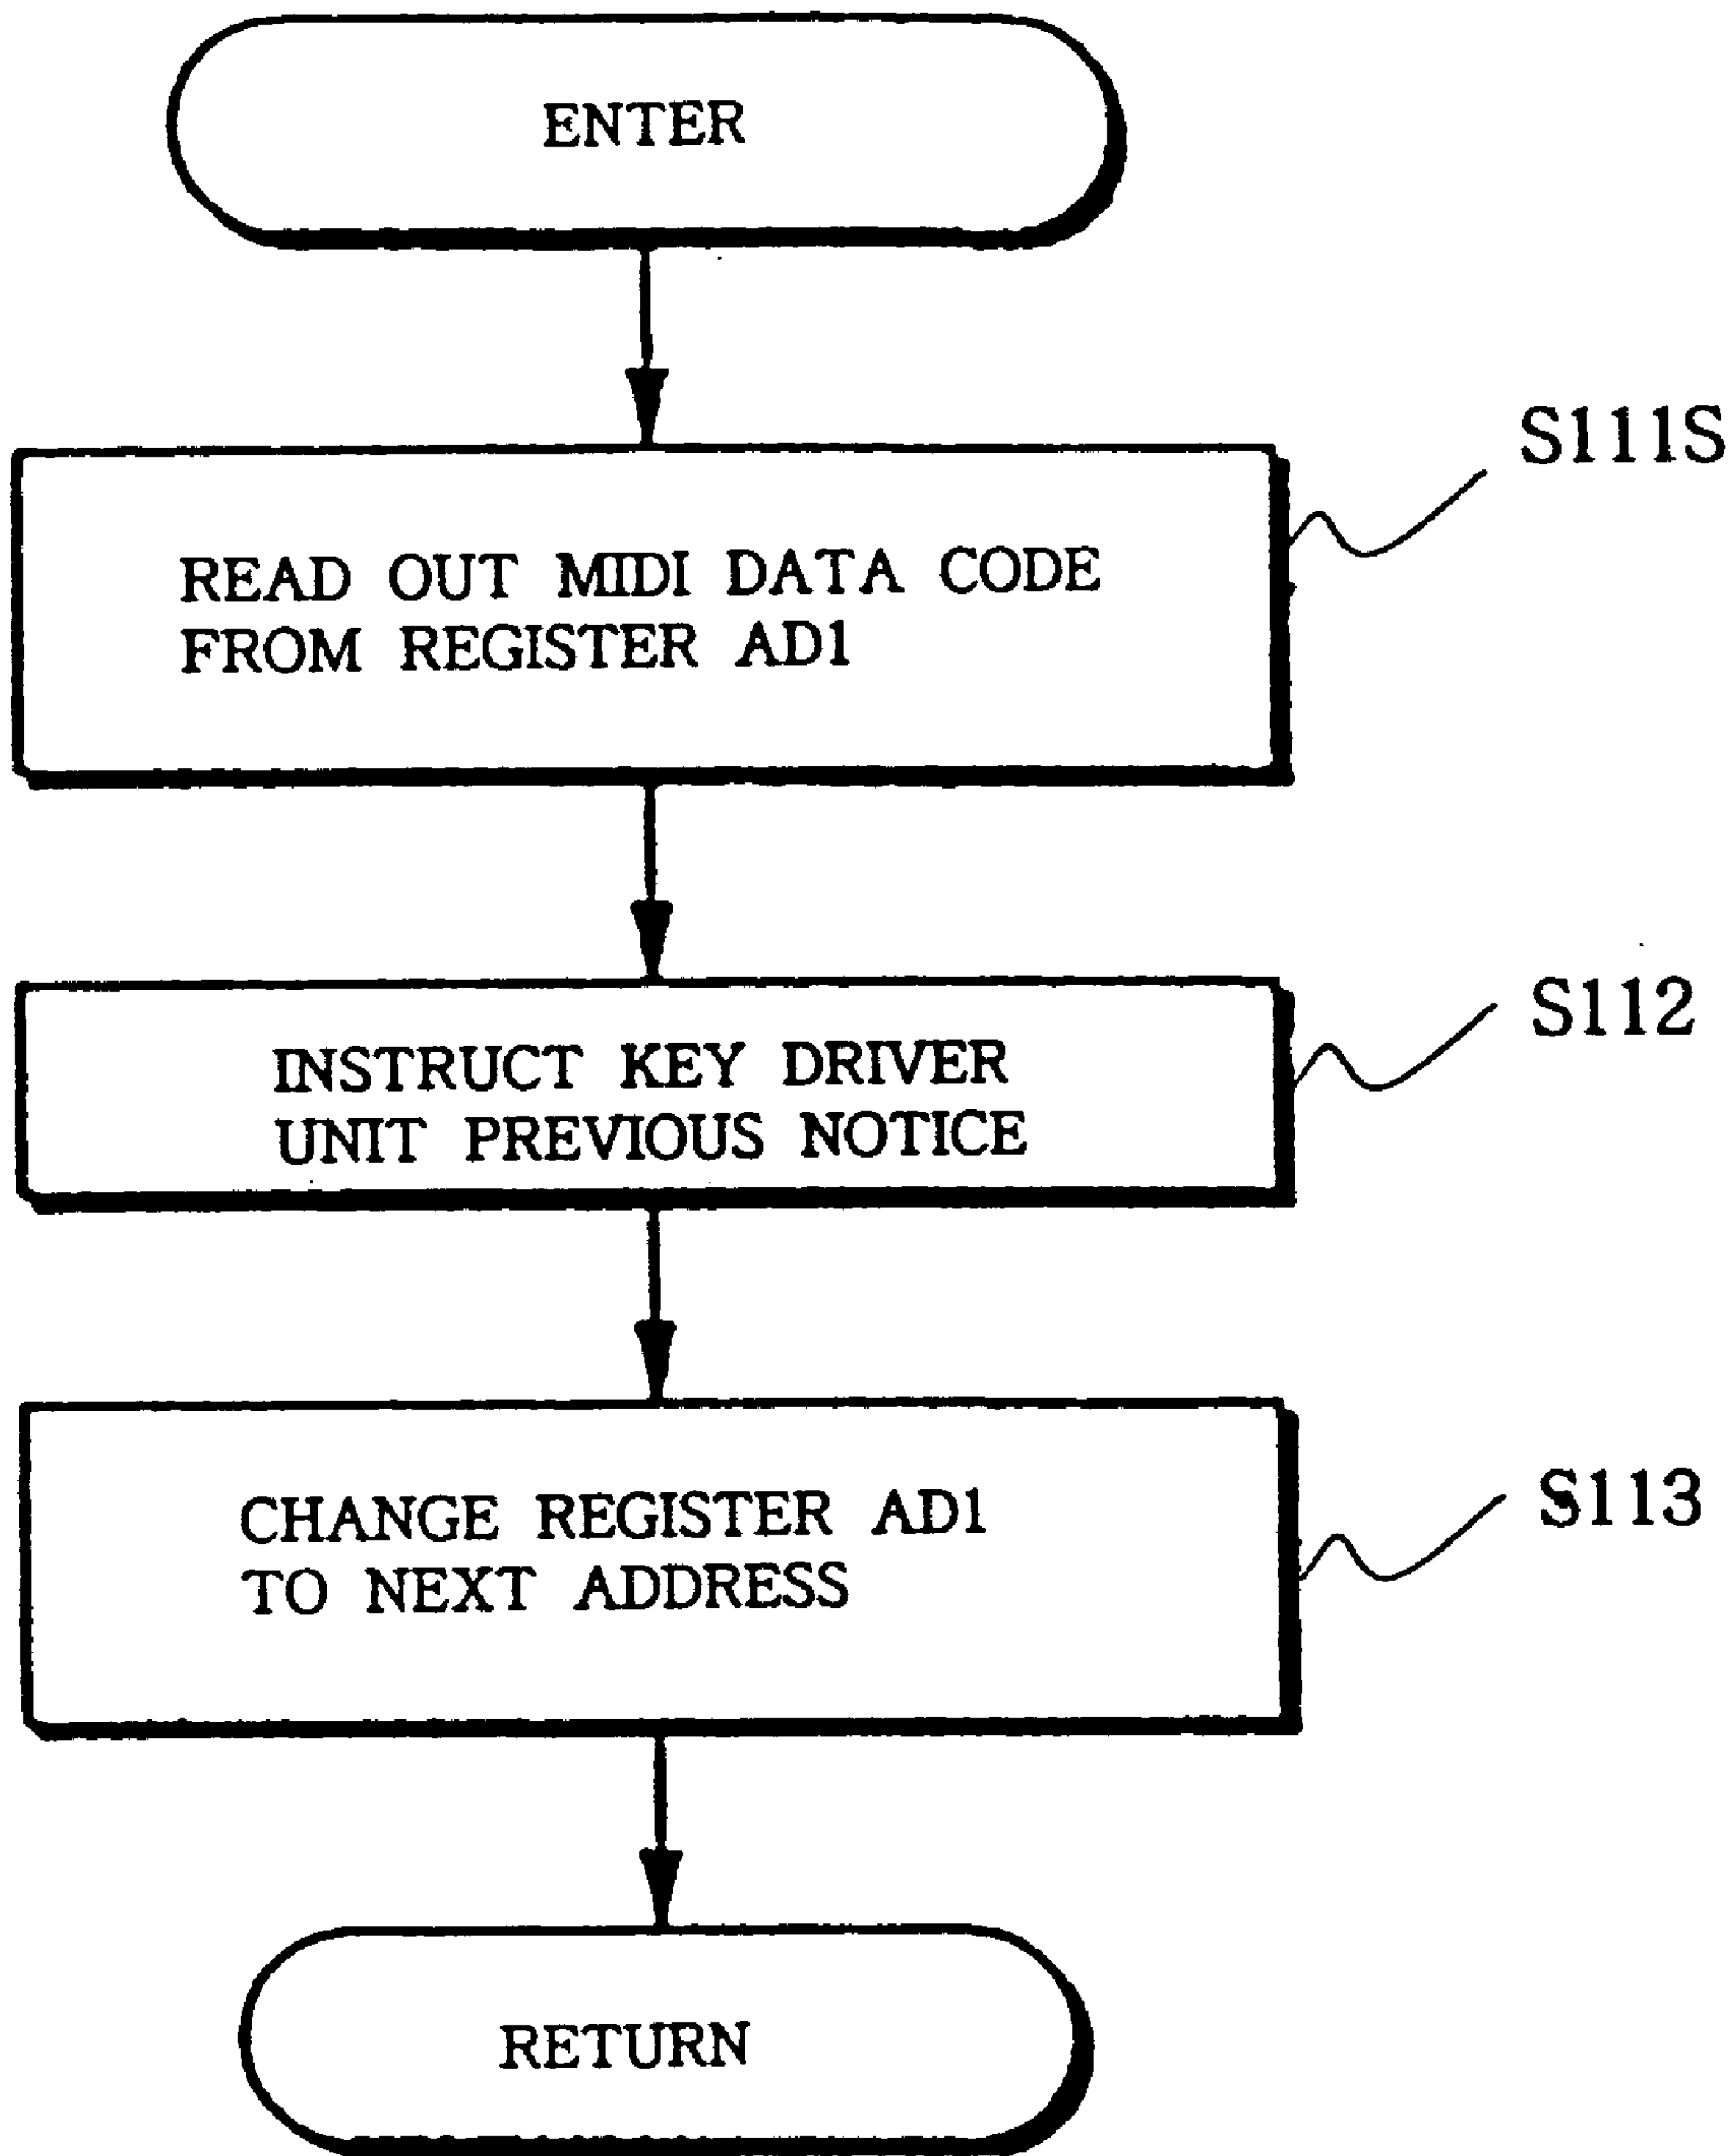 ENTER
S111S
READ OUT MIDI DATA CODE
FROM REGISTER AD1
S112
INSTRUCT KEY DRIVER
UNIT PREVIOUS NOTICE
S113
CHANGE REGISTER AD1
TO NEXT ADDRESS
RETURN